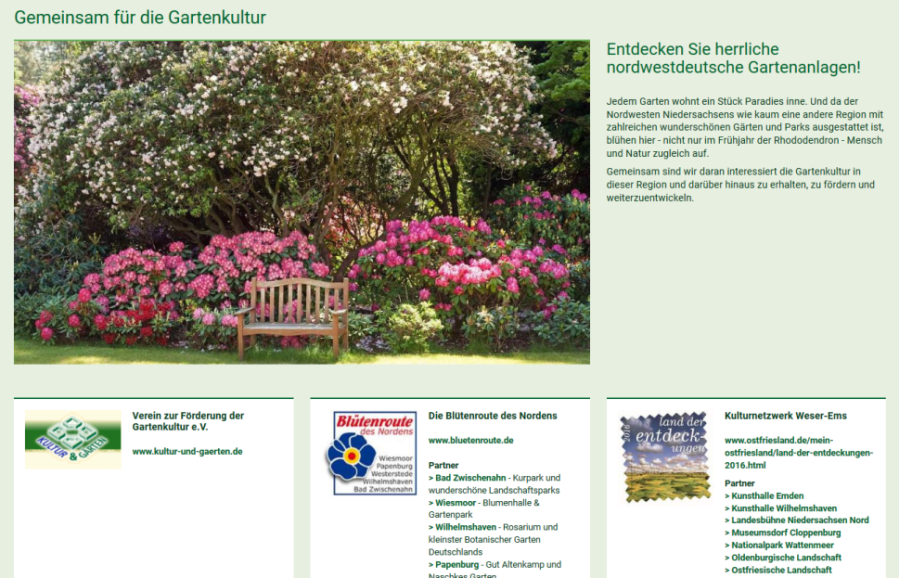 Gemeinsam für die Gartenkultur
Entdecken Sie herrliche
nordwestdeutsche Gartenanlagen!
Jedem Garten wohnt ein Stück Paradies inne. Und da der
Nordwesten Niedersachsens wie kaum eine andere Region mit
zahlreichen wunderschönen Gärten und Parks ausgestattet ist,
blühen hier - nicht nur im Frühjahr der Rhododendron - Mensch
und Natur zugleich auf.
Gemeinsam sind wir daran interessiert die Gartenkultur in
dieser Region und darüber hinaus zu erhalten, zu fördern und
weiterzuentwickeln.
KULTUR & GARTEN
Verein zur Förderung der
Gartenkultur e.V.
www.kultur-und-gaerten.de
Blütenroute
des Nordens
Wiesmoor
Papenburg
Westerstede
Wilhelmshaven
Bad Zwischenahn
Die Blütenroute des Nordens
www.bluetenroute.de
Partner
> Bad Zwischenahn - Kurpark und
wunderschöne Landschaftsparks
> Wiesmoor - Blumenhalle &
Gartenpark
> Wilhelmshaven - Rosarium und
kleinster Botanischer Garten
Deutschlands
> Papenburg - Gut Altenkamp und
Naschkes Garten
2016
land der
entdeck
ungen
Kulturnetzwerk Weser-Ems
www.ostfriesland.de/mein-
ostfriesland/land-der-entdeckungen-
2016.html
Partner
> Kunsthalle Emden
> Kunsthalle Wilhelmshaven
> Landesbühne Niedersachsen Nord
> Museumsdorf Cloppenburg
> Nationalpark Wattenmeer
> Oldenburgische Landschaft
> Ostfriesische Landschaft